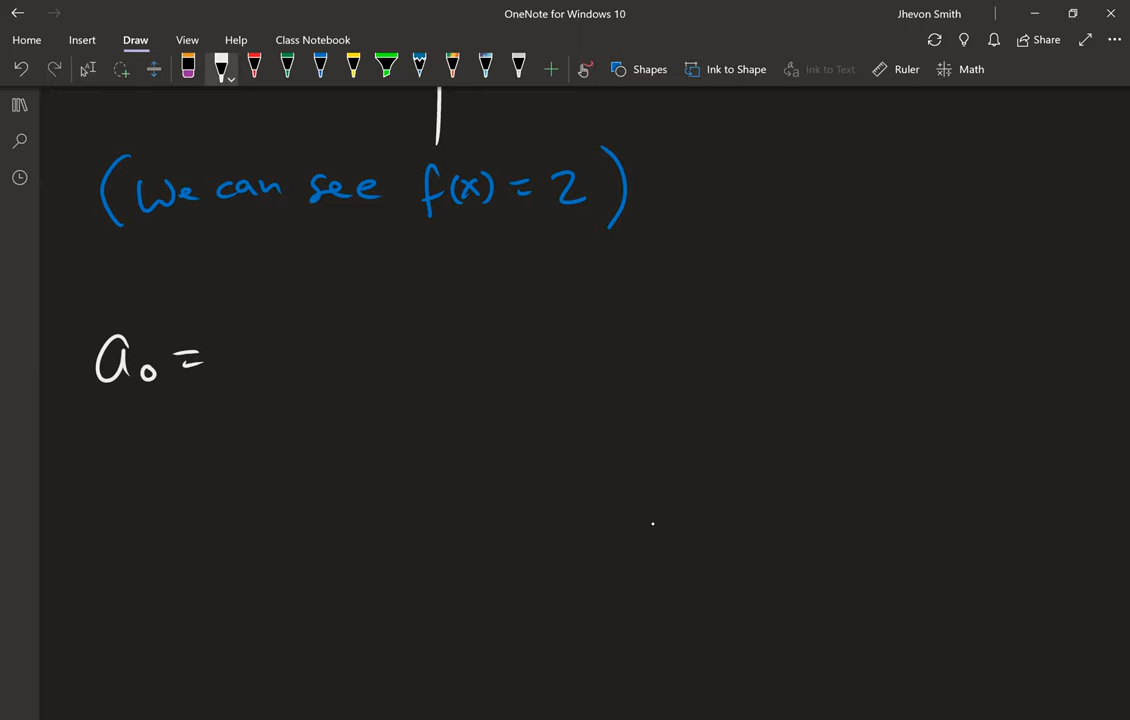 OneNote for Windows 10
Jhevon Smith
Home Insert Draw View Help Class Notebook
Share
Shapes Ink to Shape Ink to Text Ruler Math
(We can see f(x) = 2)
a₀ =